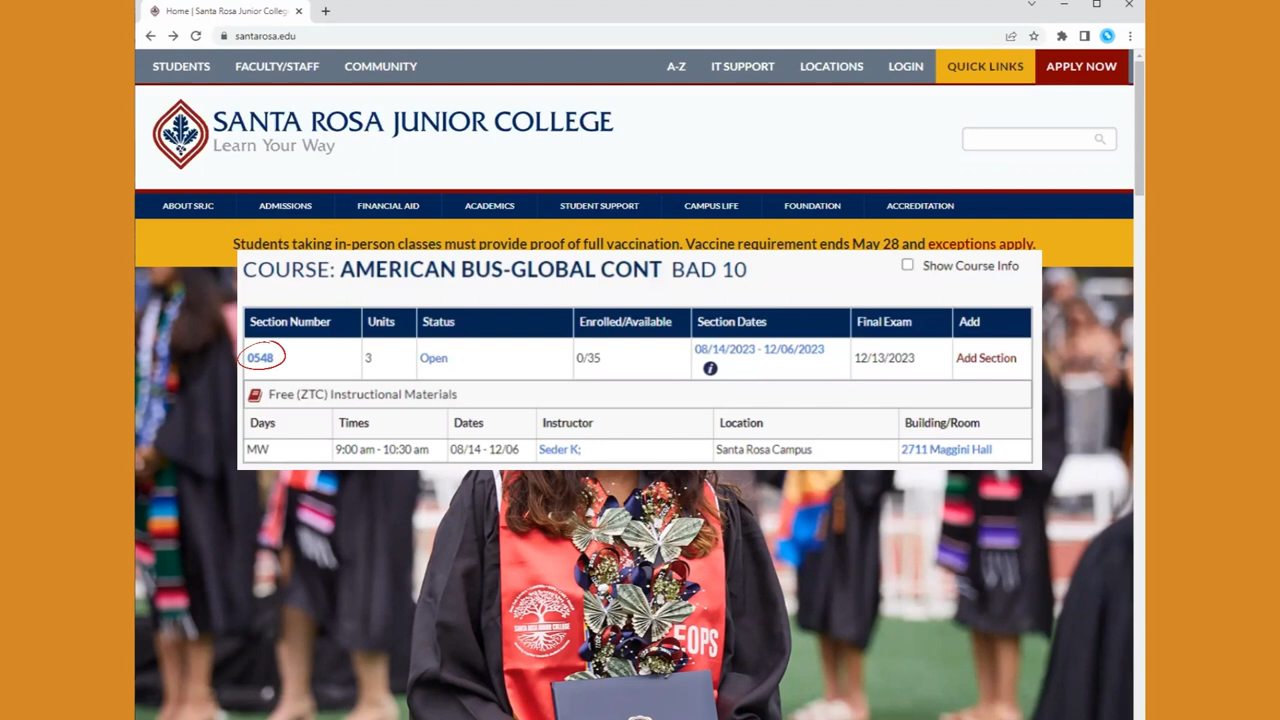 Home | Santa Rosa Junior Colleg
santarosa.edu
STUDENTS FACULTY/STAFF COMMUNITY A-Z IT SUPPORT LOCATIONS LOGIN QUICK LINKS APPLY NOW
SANTA ROSA JUNIOR COLLEGE
Learn Your Way
ABOUT SRJC ADMISSIONS FINANCIAL AID ACADEMICS STUDENT SUPPORT CAMPUS LIFE FOUNDATION ACCREDITATION
Students taking in-person classes must provide proof of full vaccination. Vaccine requirement ends May 28 and exceptions apply.
COURSE: AMERICAN BUS-GLOBAL CONT BAD 10 Show Course Info
Section Number Units Status Enrolled/Available Section Dates Final Exam Add
0548 3 Open 0/35 08/14/2023 - 12/06/2023 12/13/2023 Add Section
Free (ZTC) Instructional Materials
Days Times Dates Instructor Location Building/Room
MW 9:00 am - 10:30 am 08/14 - 12/06 Seder K; Santa Rosa Campus 2711 Maggini Hall
SANTA ROSA JUNIOR COLLEGE
EOPS